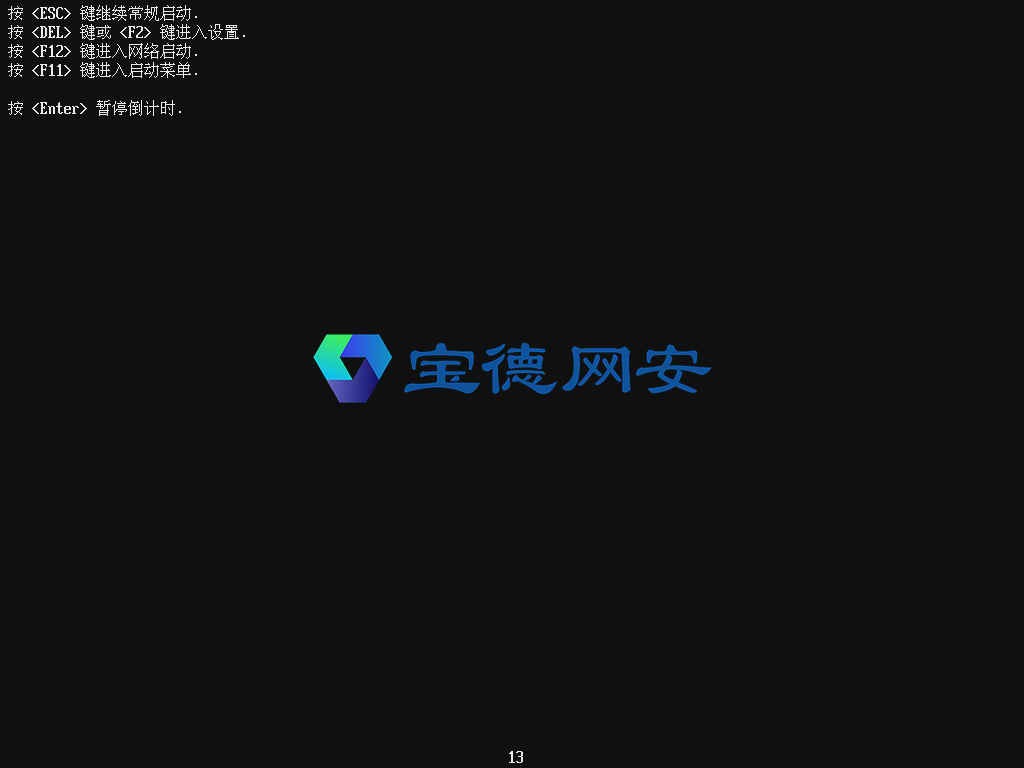 按 <ESC> 键继续常规启动.
按 <DEL> 键或 <F2> 键进入设置.
按 <F12> 键进入网络启动.
按 <F11> 键进入启动菜单.
按 <Enter> 暂停倒计时.
宝德网安
13